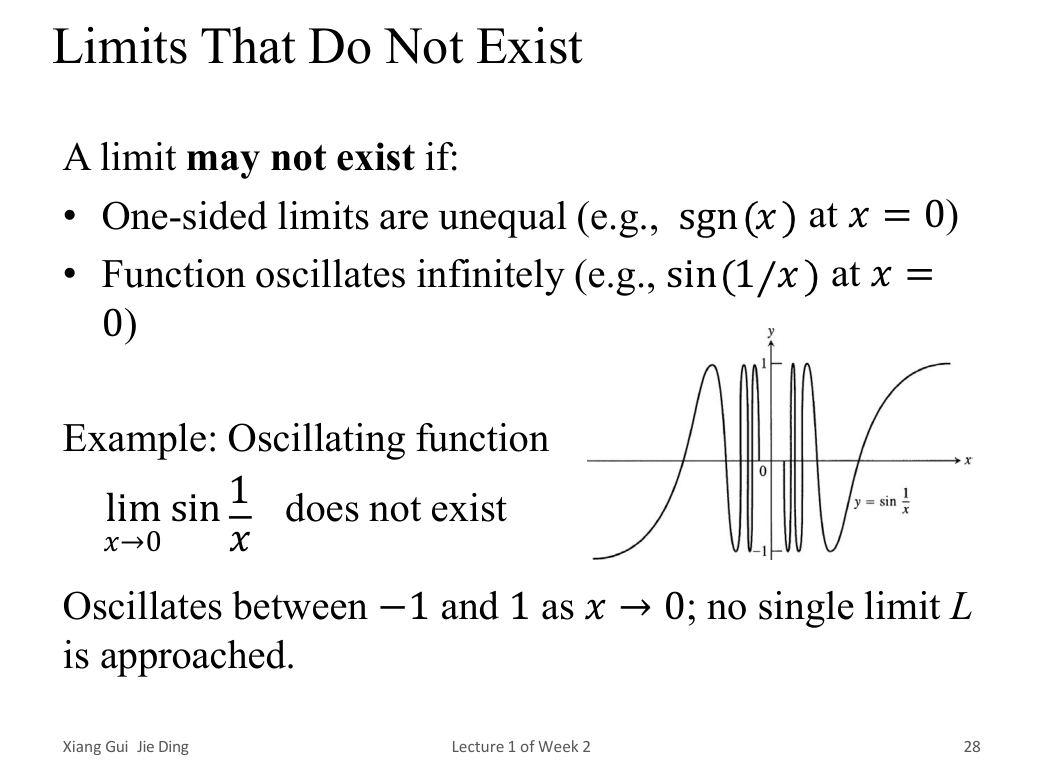 Limits That Do Not Exist
A limit may not exist if:
• One-sided limits are unequal (e.g., sgn(x) at x = 0)
• Function oscillates infinitely (e.g., sin(1/x) at x =
0)
y
1
0
x
y = sin 1/x
-1
Example: Oscillating function
lim x→0 sin 1/x does not exist
Oscillates between −1 and 1 as x → 0; no single limit L
is approached.
Xiang Gui Jie Ding
Lecture 1 of Week 2
28